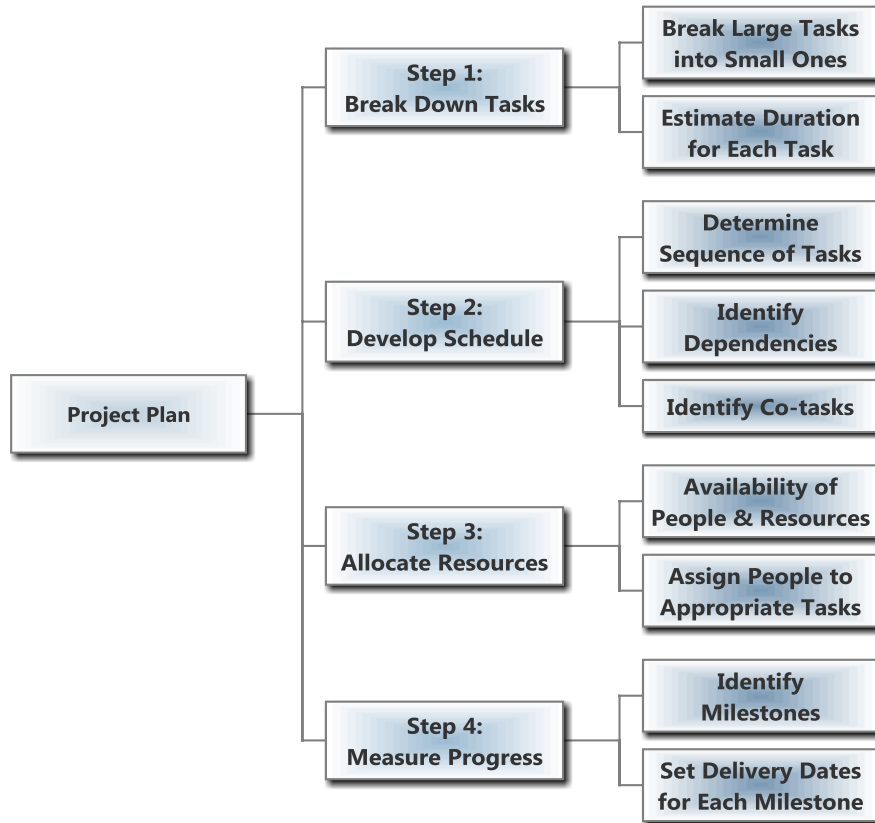 Project Plan
Step 1:
Break Down Tasks
Break Large Tasks
into Small Ones
Estimate Duration
for Each Task
Step 2:
Develop Schedule
Determine
Sequence of Tasks
Identify
Dependencies
Identify Co-tasks
Step 3:
Allocate Resources
Availability of
People & Resources
Assign People to
Appropriate Tasks
Step 4:
Measure Progress
Identify
Milestones
Set Delivery Dates
for Each Milestone